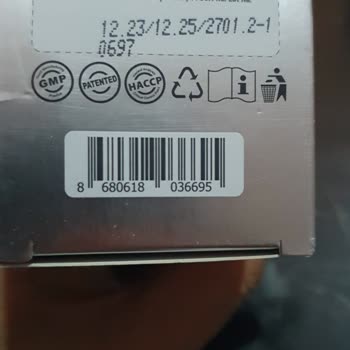 12.23/12.25/2701.2-1
0697
GMP
PATENTED
HACCP
i
8 680618 036695